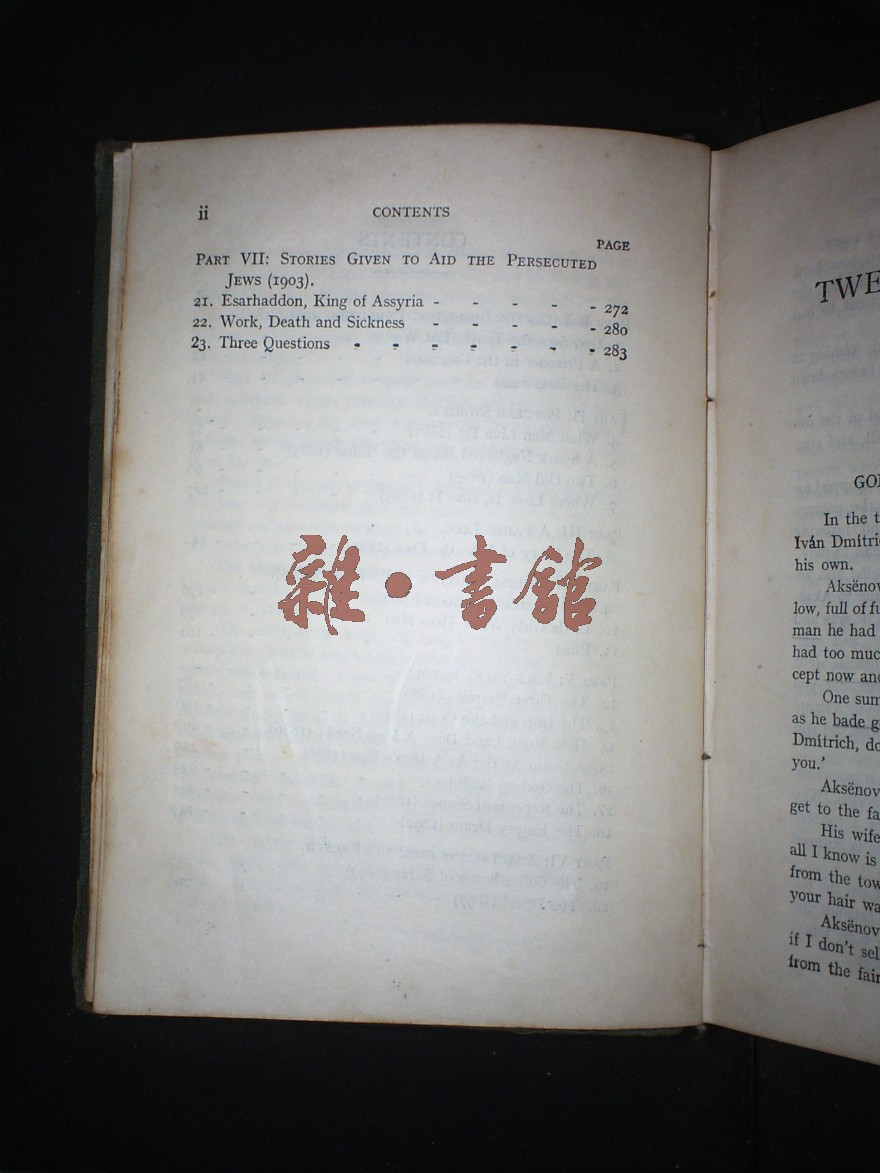 ii
CONTENTS
PAGE
PART VII: STORIES GIVEN TO AID THE PERSECUTED
JEWS (1903).
21. Esarhaddon, King of Assyria - - - - - 272
22. Work, Death and Sickness - - - - - 280
23. Three Questions - - - - - - - 283
雜·書館
TWE
GO
In the t
Iván Dmítri
his own.
Aksënov
low, full of fu
man he had
had too muc
cept now and
One sum
as he bade g
Dmítrich, do
you.'
Aksënov
get to the fa
His wife
all I know is
from the tow
your hair wa
Aksënov
if I don't sel
from the fair